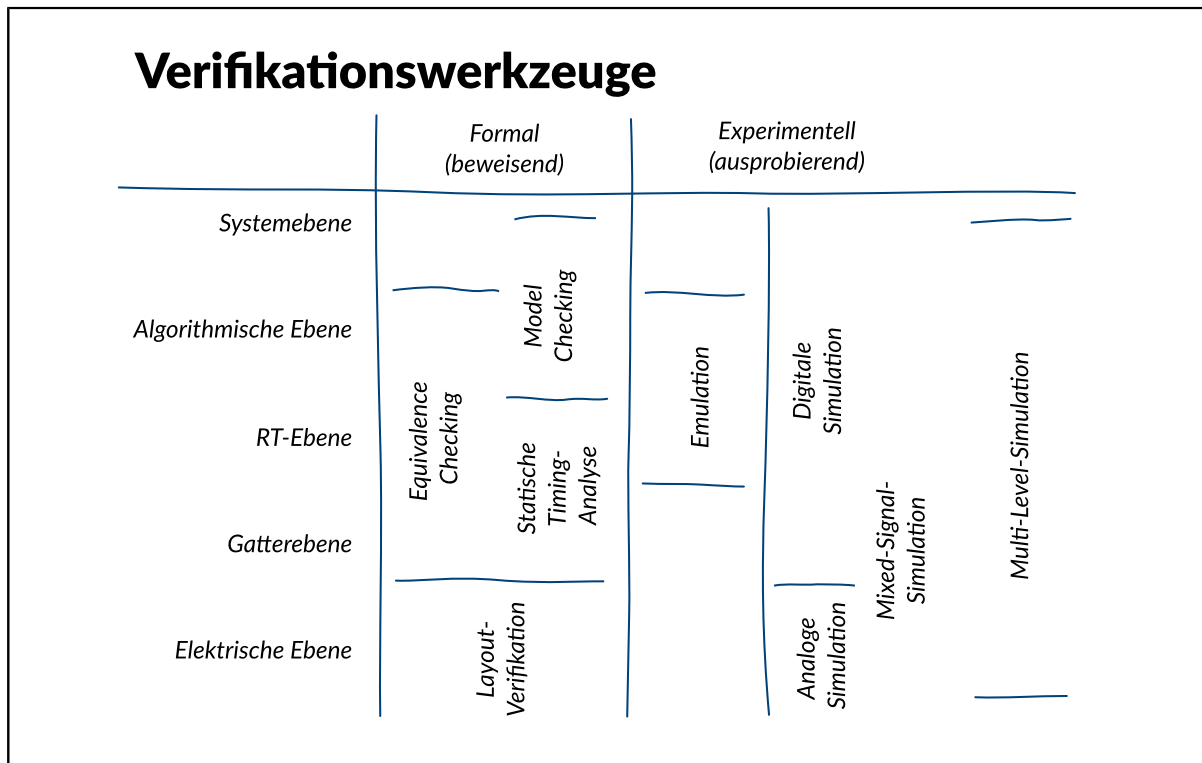 Verifikationswerkzeuge
Formal
(beweisend)
Experimentell
(ausprobierend)
Systemebene
Algorithmische Ebene
RT-Ebene
Gatterebene
Elektrische Ebene
Equivalence
Checking
Model
Checking
Statische
Timing-
Analyse
Layout-
Verifikation
Emulation
Digitale
Simulation
Analoge
Simulation
Mixed-Signal-
Simulation
Multi-Level-Simulation